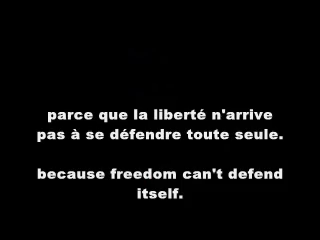 parce que la liberté n'arrive
pas à se défendre toute seule.
because freedom can't defend
itself.